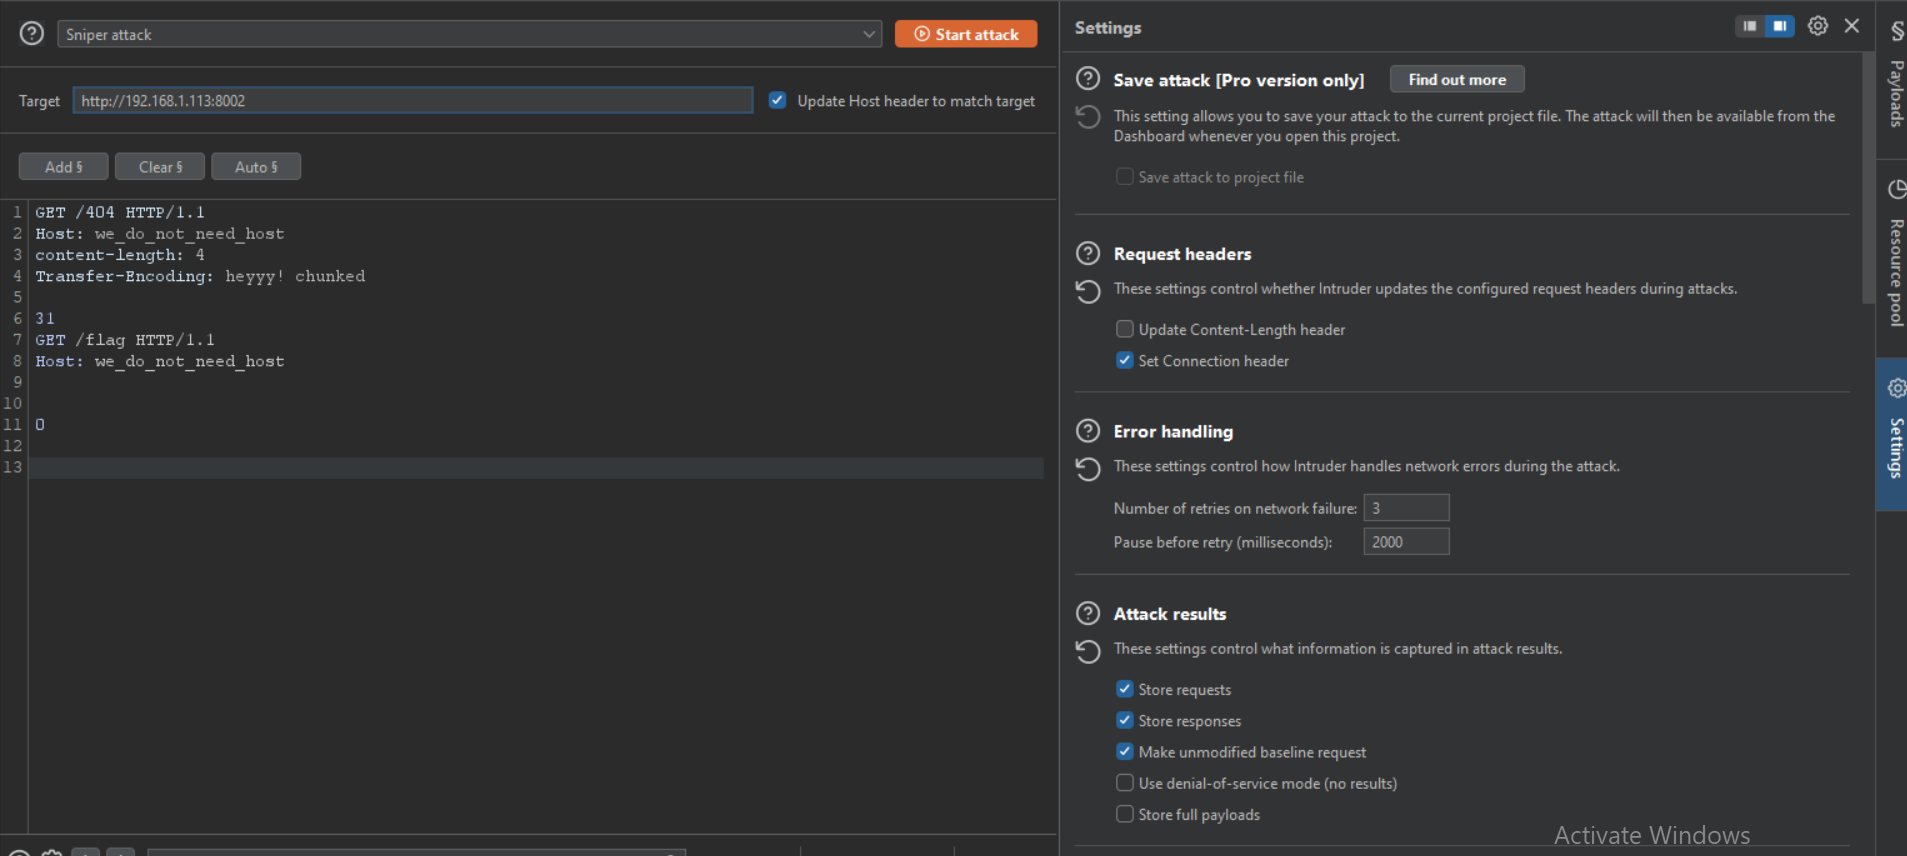 Sniper attack
Start attack
Target http://192.168.1.113:8002 Update Host header to match target
Add § Clear § Auto §
1 GET /404 HTTP/1.1
2 Host: we_do_not_need_host
3 content-length: 4
4 Transfer-Encoding: heyyy! chunked
5
6 31
7 GET /flag HTTP/1.1
8 Host: we_do_not_need_host
9
10
11 0
12
13
Settings
Save attack [Pro version only] Find out more
This setting allows you to save your attack to the current project file. The attack will then be available from the
Dashboard whenever you open this project.
Save attack to project file
Request headers
These settings control whether Intruder updates the configured request headers during attacks.
Update Content-Length header
Set Connection header
Error handling
These settings control how Intruder handles network errors during the attack.
Number of retries on network failure: 3
Pause before retry (milliseconds): 2000
Attack results
These settings control what information is captured in attack results.
Store requests
Store responses
Make unmodified baseline request
Use denial-of-service mode (no results)
Store full payloads
Activate Windows
§ Payloads
Resource pool
Settings